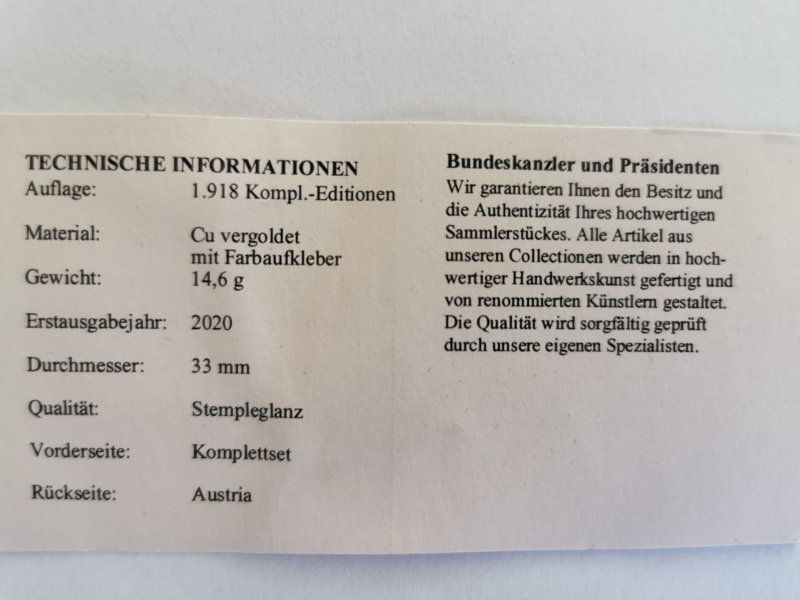 TECHNISCHE INFORMATIONEN
Auflage: 1.918 Kompl.-Editionen
Material: Cu vergoldet
mit Farbaufkleber
Gewicht: 14,6 g
Erstausgabejahr: 2020
Durchmesser: 33 mm
Qualität: Stempleglanz
Vorderseite: Komplettset
Rückseite: Austria
Bundeskanzler und Präsidenten
Wir garantieren Ihnen den Besitz und
die Authentizität Ihres hochwertigen
Sammlerstückes. Alle Artikel aus
unseren Collectionen werden in hoch-
wertiger Handwerkskunst gefertigt und
von renommierten Künstlern gestaltet.
Die Qualität wird sorgfältig geprüft
durch unsere eigenen Spezialisten.